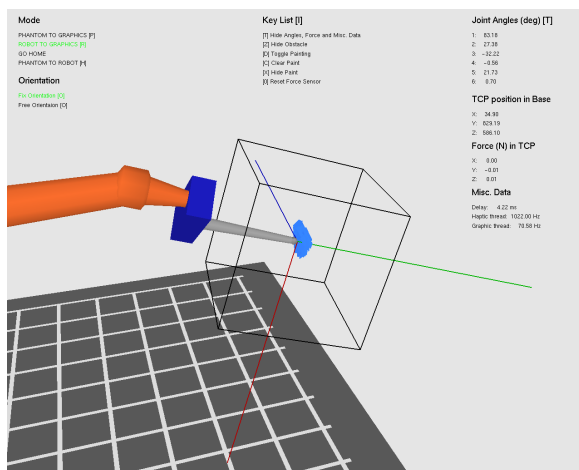 Mode
PHANTOM TO GRAPHICS [P]
ROBOT TO GRAPHICS [R]
GO HOME
PHANTOM TO ROBOT [H]
Orientation
Fix Orientation [O]
Free Orientaion [O]
Key List [I]
[T] Hide Angles, Force and Misc. Data
[Z] Hide Obstacle
[D] Toggle Painting
[C] Clear Paint
[X] Hide Paint
[0] Reset Force Sensor
Joint Angles (deg) [T]
1: 83.18
2: 27.38
3: -32.22
4: -0.56
5: 21.73
6: 0.70
TCP position in Base
X: 34.90
Y: 629.19
Z: 586.10
Force (N) in TCP
X: 0.00
Y: -0.01
Z: 0.01
Misc. Data
Delay: 4.22 ms
Haptic thread: 1022.00 Hz
Graphic thread: 70.58 Hz